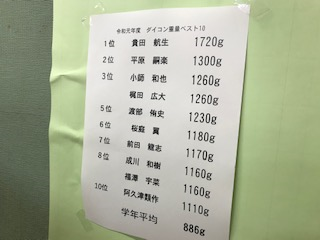 令和元年度 ダイコン重量ベスト10
1位 貴田 航生 1720g
2位 平原 嗣楽 1300g
3位 小師 和也 1260g
梶田 広大 1260g
5位 渡部 侑史 1230g
6位 桜庭 翼 1180g
7位 前田 龍志 1170g
8位 成川 和樹 1160g
福澤 宇菜 1160g
10位 阿久津類作 1110g
学年平均 886g